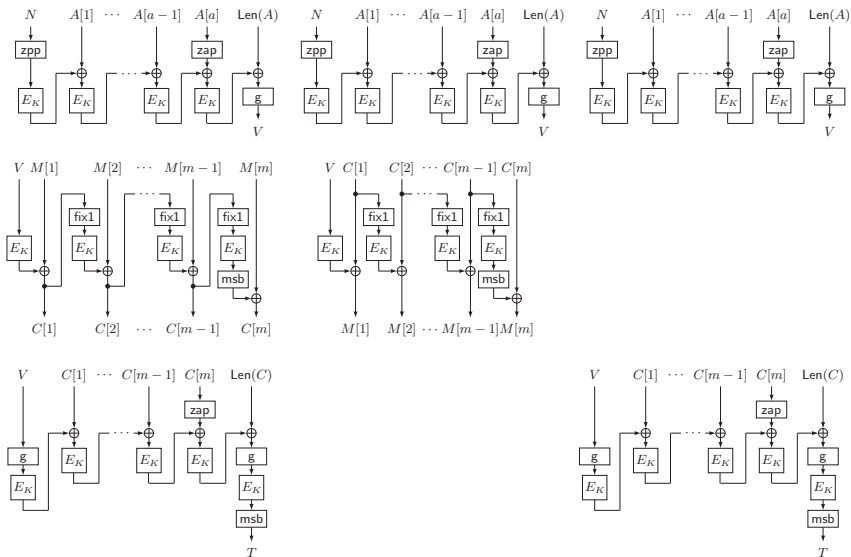 N A[1] ⋯ A[a−1] A[a] Len(A) N A[1] ⋯ A[a−1] A[a] Len(A) N A[1] ⋯ A[a−1] A[a] Len(A)
zpp zap zpp zap zpp zap
E_K E_K E_K E_K g E_K E_K E_K E_K g E_K E_K E_K E_K g
V V V
V M[1] M[2] ⋯ M[m−1] M[m] V C[1] C[2] ⋯ C[m−1] C[m]
fix1 fix1 fix1 fix1 fix1 fix1
E_K E_K E_K E_K E_K E_K E_K E_K
msb msb
C[1] C[2] ⋯ C[m−1] C[m] M[1] M[2] ⋯ M[m−1] M[m]
V C[1] ⋯ C[m−1] C[m] Len(C) V C[1] ⋯ C[m−1] C[m] Len(C)
zap zap
g E_K E_K E_K g g E_K E_K E_K g
E_K E_K E_K E_K
msb msb
T T